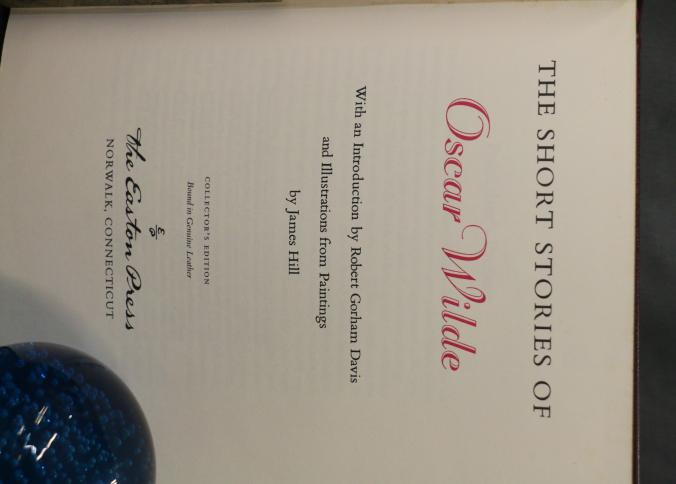 THE SHORT STORIES OF
Oscar Wilde
With an Introduction by Robert Gorham Davis
and Illustrations from Paintings
by James Hill
COLLECTOR'S EDITION
Bound in Genuine Leather
EP
The Easton Press
NORWALK, CONNECTICUT